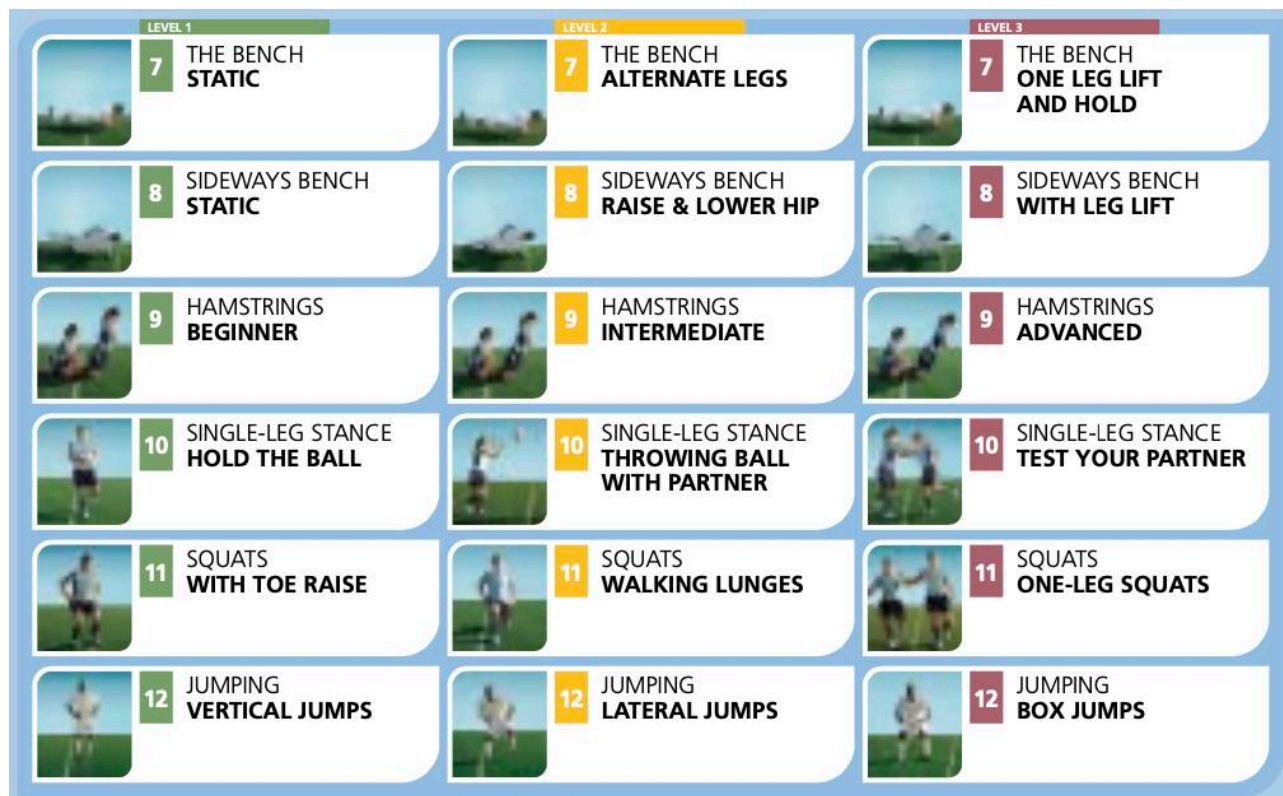 LEVEL 1
7
THE BENCH
STATIC
8
SIDEWAYS BENCH
STATIC
9
HAMSTRINGS
BEGINNER
10
SINGLE-LEG STANCE
HOLD THE BALL
11
SQUATS
WITH TOE RAISE
12
JUMPING
VERTICAL JUMPS
LEVEL 2
7
THE BENCH
ALTERNATE LEGS
8
SIDEWAYS BENCH
RAISE & LOWER HIP
9
HAMSTRINGS
INTERMEDIATE
10
SINGLE-LEG STANCE
THROWING BALL
WITH PARTNER
11
SQUATS
WALKING LUNGES
12
JUMPING
LATERAL JUMPS
LEVEL 3
7
THE BENCH
ONE LEG LIFT
AND HOLD
8
SIDEWAYS BENCH
WITH LEG LIFT
9
HAMSTRINGS
ADVANCED
10
SINGLE-LEG STANCE
TEST YOUR PARTNER
11
SQUATS
ONE-LEG SQUATS
12
JUMPING
BOX JUMPS